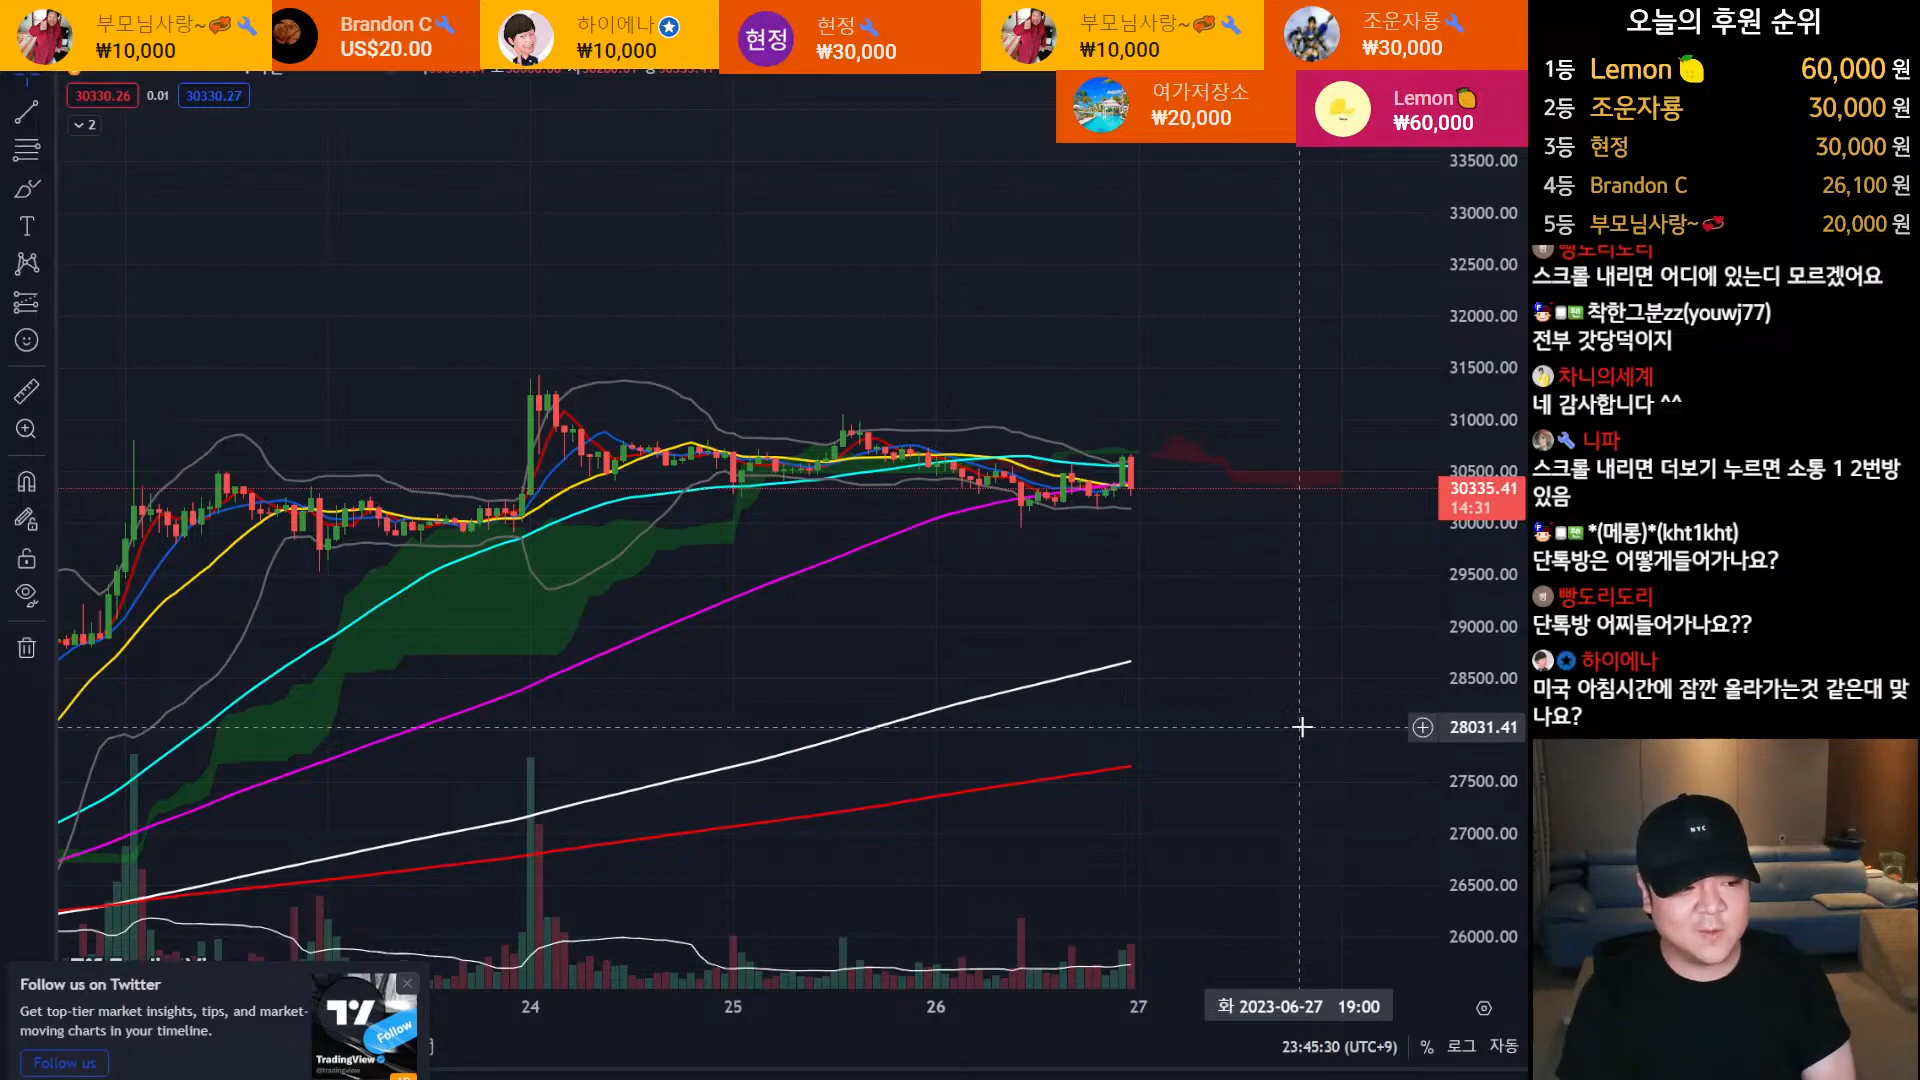 부모님사랑~
₩10,000
Brandon C
US$20.00
하이에나
₩10,000
현정
현정
₩30,000
부모님사랑~
₩10,000
조운자룡
₩30,000
여가저장소
₩20,000
Lemon
₩60,000
오늘의 후원 순위
1등 Lemon 60,000 원
2등 조운자룡 30,000 원
3등 현정 30,000 원
4등 Brandon C 26,100 원
5등 부모님사랑~ 20,000 원
빵도리도리
스크롤 내리면 어디에 있는디 모르겠어요
착한그분zz(youwj77)
전부 갓당덕이지
차니의세계
네 감사합니다 ^^
니파
스크롤 내리면 더보기 누르면 소통 1 2번방
있음
*(메롱)*(kht1kht)
단톡방은 어떻게들어가나요?
빵도리도리
단톡방 어찌들어가나요??
하이에나
미국 아침시간에 잠깐 올라가는것 같은대 맞
나요?
30330.26 0.01 30330.27
2
33500.00
33000.00
32500.00
32000.00
31500.00
31000.00
30500.00
30335.41
14:31
30000.00
29500.00
29000.00
28500.00
28031.41
27500.00
27000.00
26500.00
26000.00
24 25 26 27
화 2023-06-27 19:00
23:45:30 (UTC+9) % 로그 자동
Follow us on Twitter
Get top-tier market insights, tips, and market-
moving charts in your timeline.
Follow us
Follow
TradingView
@tradingview
NYC